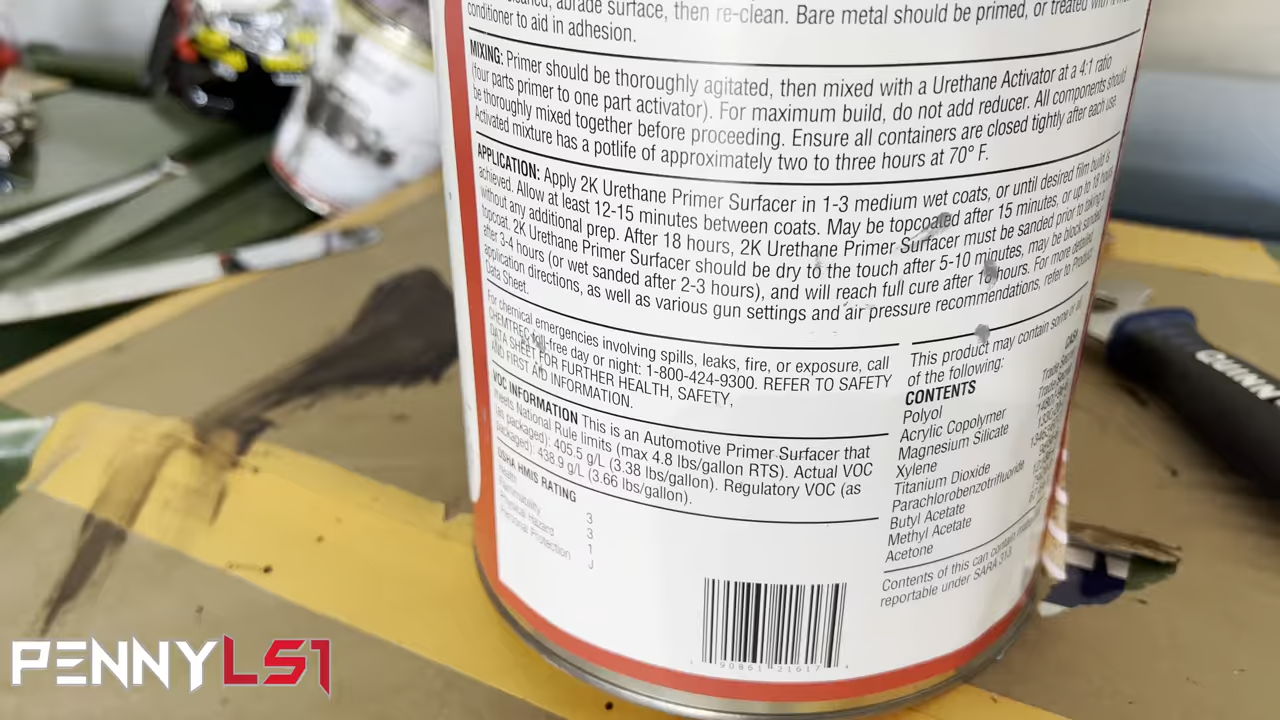 abrade surface, then re-clean. Bare metal should be primed, or treated with
conditioner to aid in adhesion.
MIXING: Primer should be thoroughly agitated, then mixed with a Urethane Activator at a 4:1 ratio
(four parts primer to one part activator). For maximum build, do not add reducer. All components should
be thoroughly mixed together before proceeding. Ensure all containers are closed tightly after each use.
Activated mixture has a potlife of approximately two to three hours at 70° F.
APPLICATION: Apply 2K Urethane Primer Surfacer in 1-3 medium wet coats, or until desired film build is
achieved. Allow at least 12-15 minutes between coats. May be topcoated after 15 minutes, or up to 18 hours
without any additional prep. After 18 hours, 2K Urethane Primer Surfacer must be sanded prior to taking a
topcoat. 2K Urethane Primer Surfacer should be dry to the touch after 5-10 minutes, may be block sanded
after 3-4 hours (or wet sanded after 2-3 hours), and will reach full cure after hours. For more detailed
application directions, as well as various gun settings and air pressure recommendations, refer to Product
Data Sheet.
For chemical emergencies involving spills, leaks, fire, or exposure, call
CHEMTREC toll-free day or night: 1-800-424-9300. REFER TO SAFETY
DATA SHEET FOR FURTHER HEALTH, SAFETY,
AND FIRST AID INFORMATION.
VOC INFORMATION This is an Automotive Primer-Surfacer that
meets National Rule limits (max 4.8 lbs/gallon RTS). Actual VOC
(as packaged): 405.5 g/L (3.38 lbs/gallon). Regulatory VOC (as
packaged): 438.9 g/L (3.66 lbs/gallon).
OSHA HMIS RATING
Health 3
Flammability 3
Physical Hazard 1
Personal Protection J
This product may contain some or all
of the following:
CONTENTS
Polyol
Acrylic Copolymer
Magnesium Silicate
Xylene
Titanium Dioxide
Parachlorobenzotrifluoride
Butyl Acetate
Methyl Acetate
Acetone
Contents of this can contain
reportable under SARA 313
90861 21617
QUINN
PENNYLS1